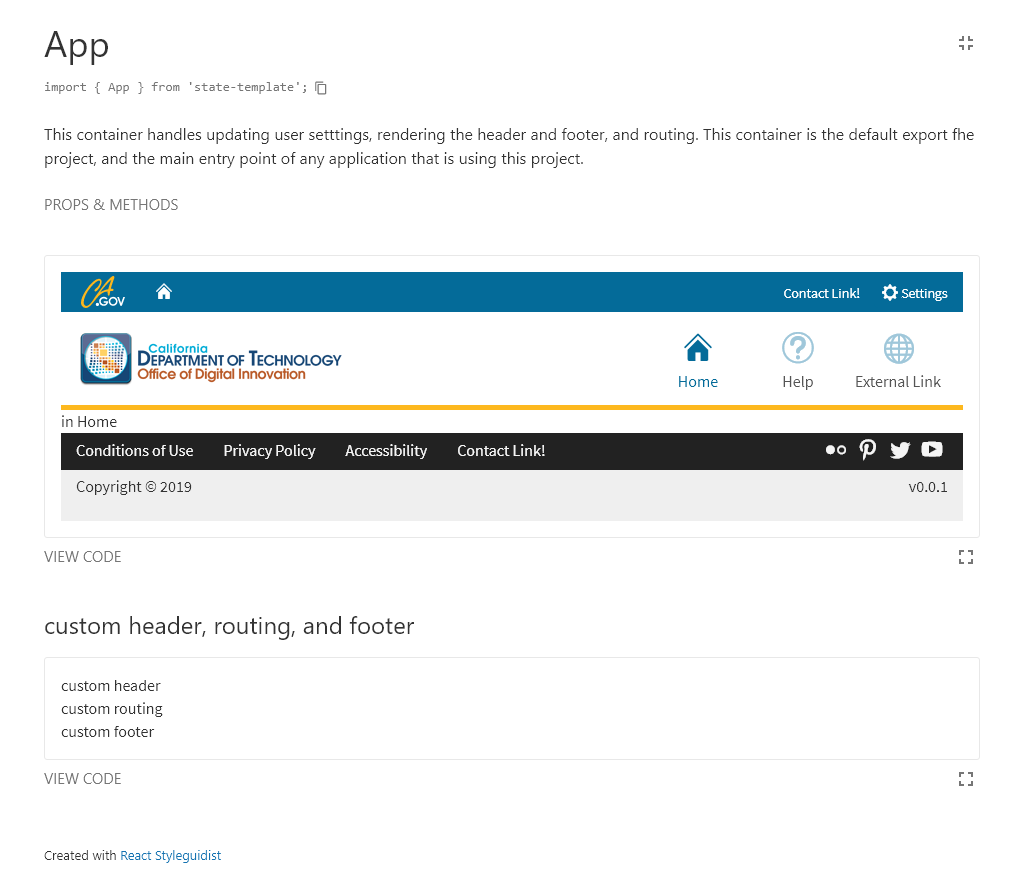 App
import { App } from 'state-template';
This container handles updating user setttings, rendering the header and footer, and routing. This container is the default export fhe
project, and the main entry point of any application that is using this project.
PROPS & METHODS
CA.GOV
Contact Link!
Settings
California
DEPARTMENT OF TECHNOLOGY
Office of Digital Innovation
Home
Help
External Link
in Home
Conditions of Use
Privacy Policy
Accessibility
Contact Link!
Copyright © 2019
v0.0.1
VIEW CODE
custom header, routing, and footer
custom header
custom routing
custom footer
VIEW CODE
Created with React Styleguidist